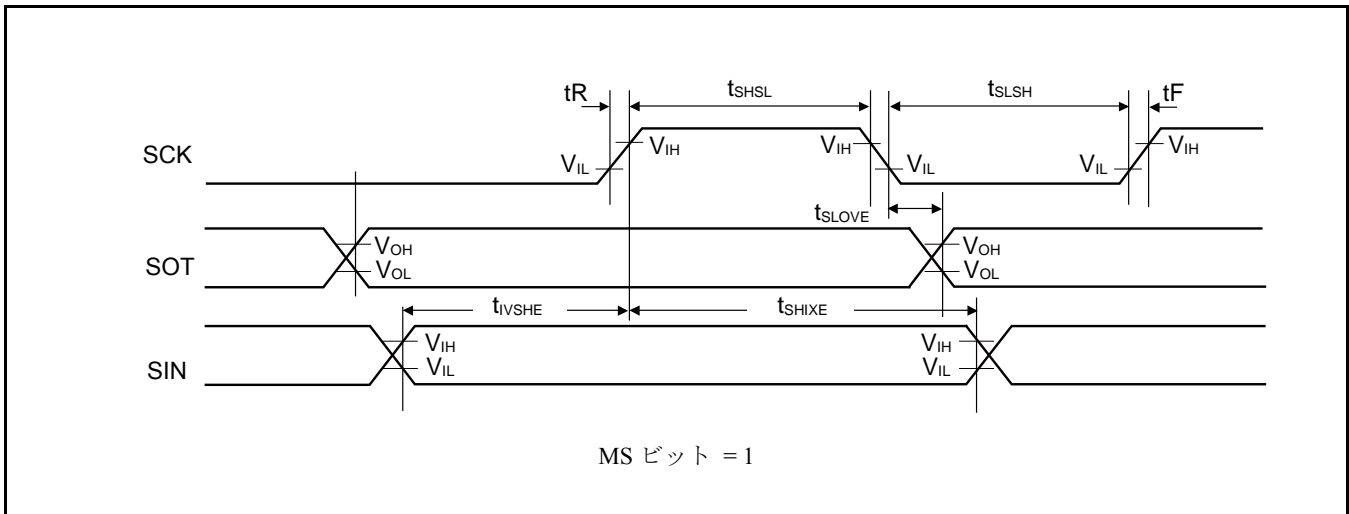 tR tSHSL tSLSH tF
SCK VIL VIH VIH VIL VIL VIH
tSLOVE
SOT VOH VOL VOH VOL
tIVSHE tSHIXE
SIN VIH VIL VIH VIL
MS ビット = 1